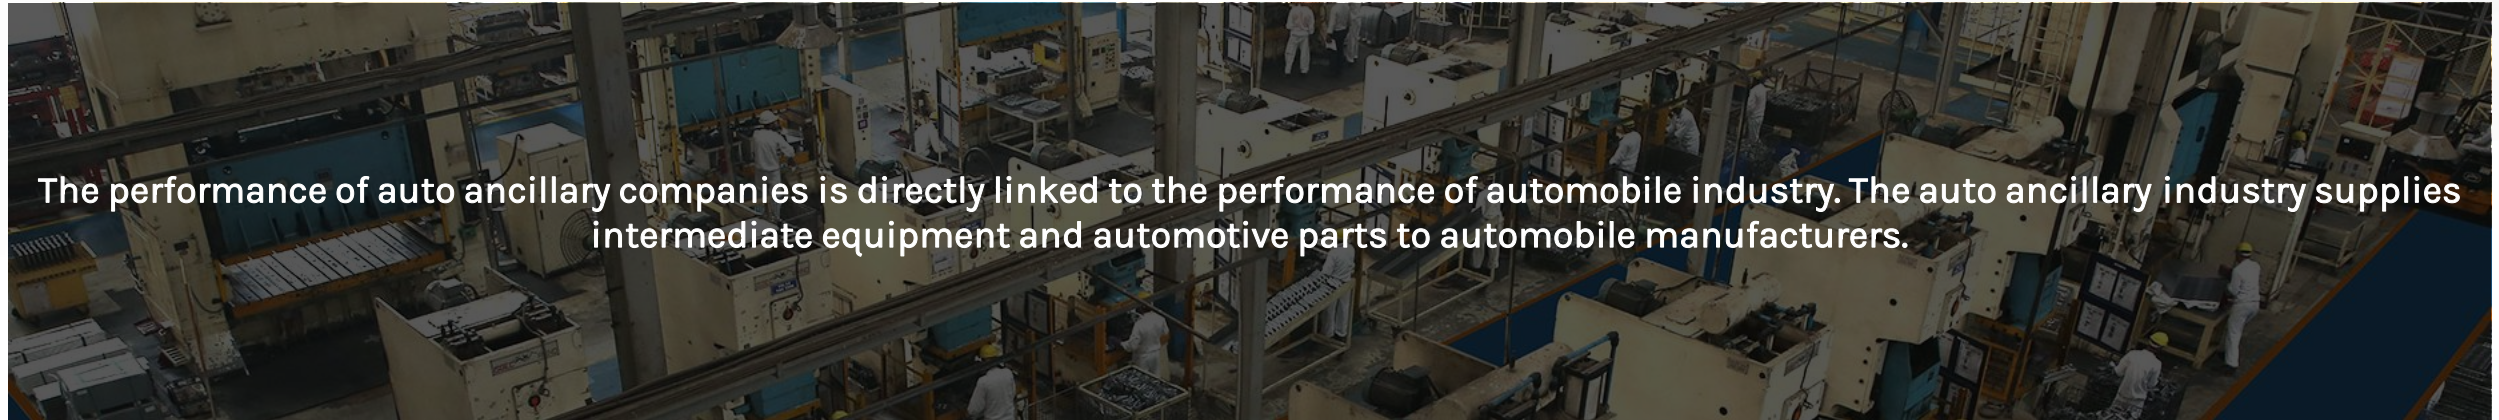 The performance of auto ancillary companies is directly linked to the performance of automobile industry. The auto ancillary industry supplies
intermediate equipment and automotive parts to automobile manufacturers.